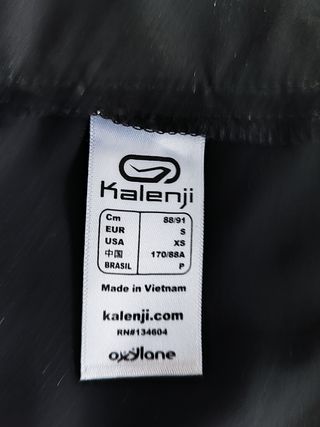 Kalenji
Cm 88/91
EUR S
USA XS
中国 170/88A
BRASIL P
Made in Vietnam
kalenji.com
RN#134604
oxylane